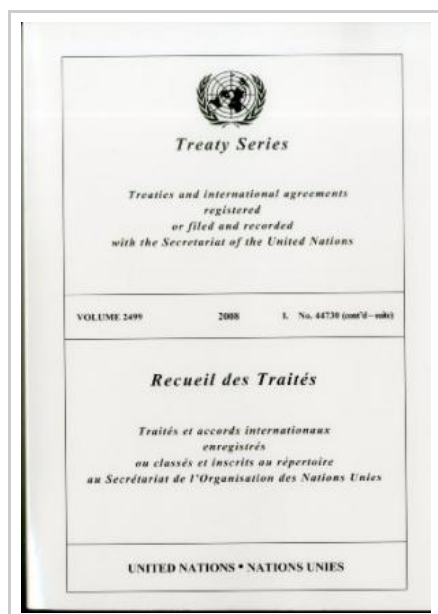 Treaty Series
Treaties and international agreements
registered
or filed and recorded
with the Secretariat of the United Nations
VOLUME 2499 2008 I. No. 44730 (cont'd—suite)
Recueil des Traités
Traités et accords internationaux
enregistrés
ou classés et inscrits au répertoire
au Secrétariat de l'Organisation des Nations Unies
UNITED NATIONS • NATIONS UNIES